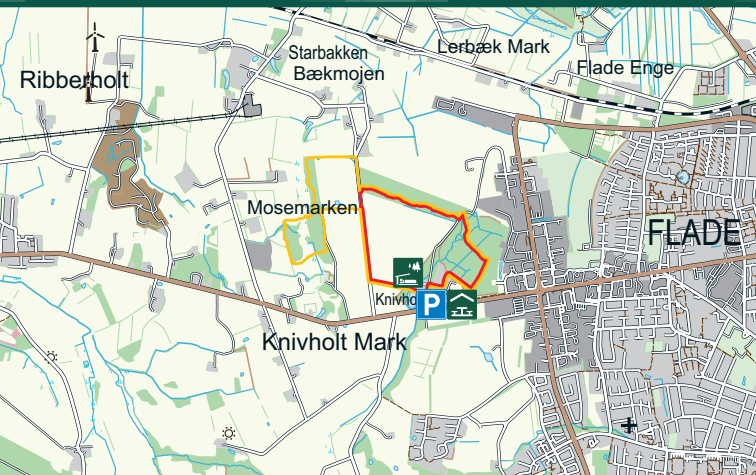 Starbakken
Lerbæk Mark
Bækmojen
Flade Enge
Ribberholt
Mosemarken
FLADE
Knivho
P
Knivholt Mark